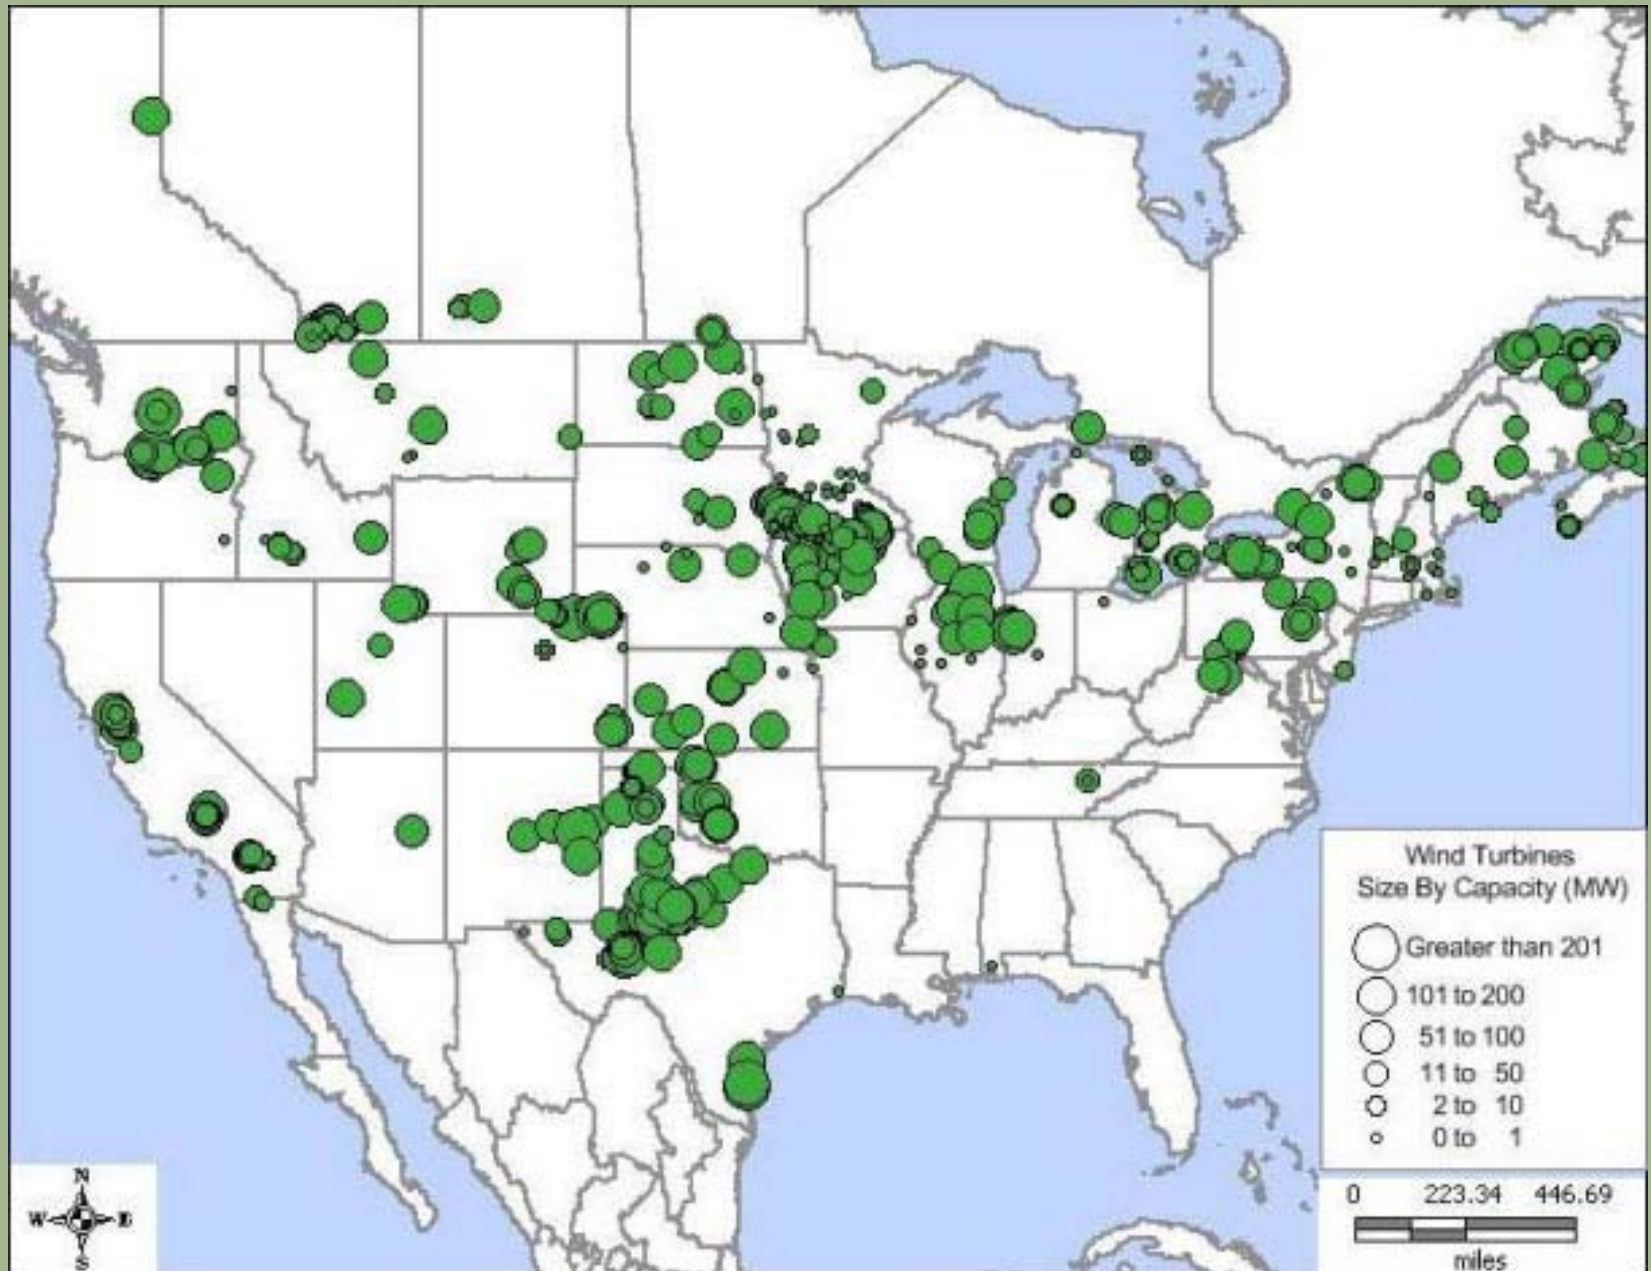 Wind Turbines
Size By Capacity (MW)
Greater than 201
101 to 200
51 to 100
11 to 50
2 to 10
0 to 1
N
W E
S
0 223.34 446.69
miles